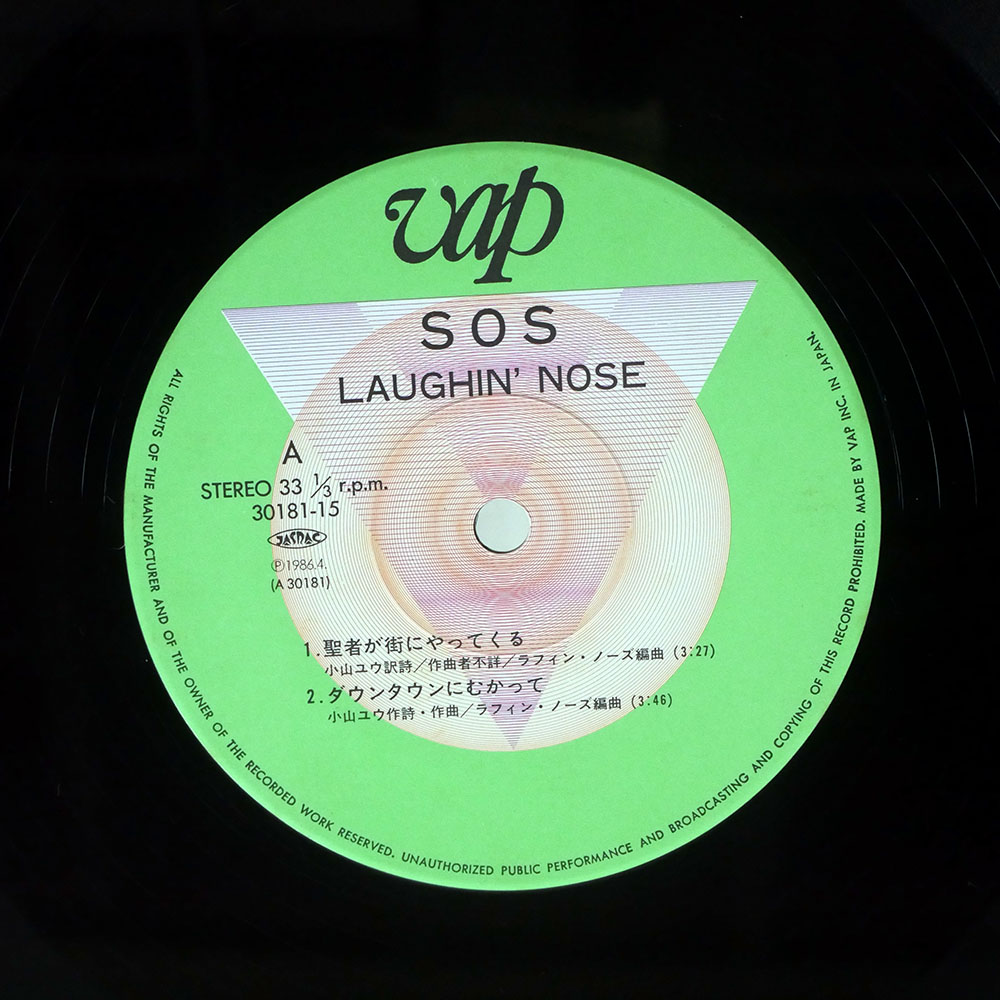 vap
SOS
LAUGHIN' NOSE
A
STEREO 33 1/3 r.p.m.
30181-15
JASRAC
Ⓟ1986.4.
(A 30181)
1.聖者が街にやってくる
小山ユウ訳詩／作曲者不詳／ラフィン・ノーズ編曲 (3:27)
2.ダウンタウンにむかって
小山ユウ作詩・作曲／ラフィン・ノーズ編曲 (3:46)
ALL RIGHTS OF THE MANUFACTURER AND OF THE OWNER OF THE RECORDED WORK RESERVED. UNAUTHORIZED PUBLIC PERFORMANCE AND BROADCASTING AND COPYING OF THIS RECORD PROHIBITED. MADE BY VAP INC. IN JAPAN.